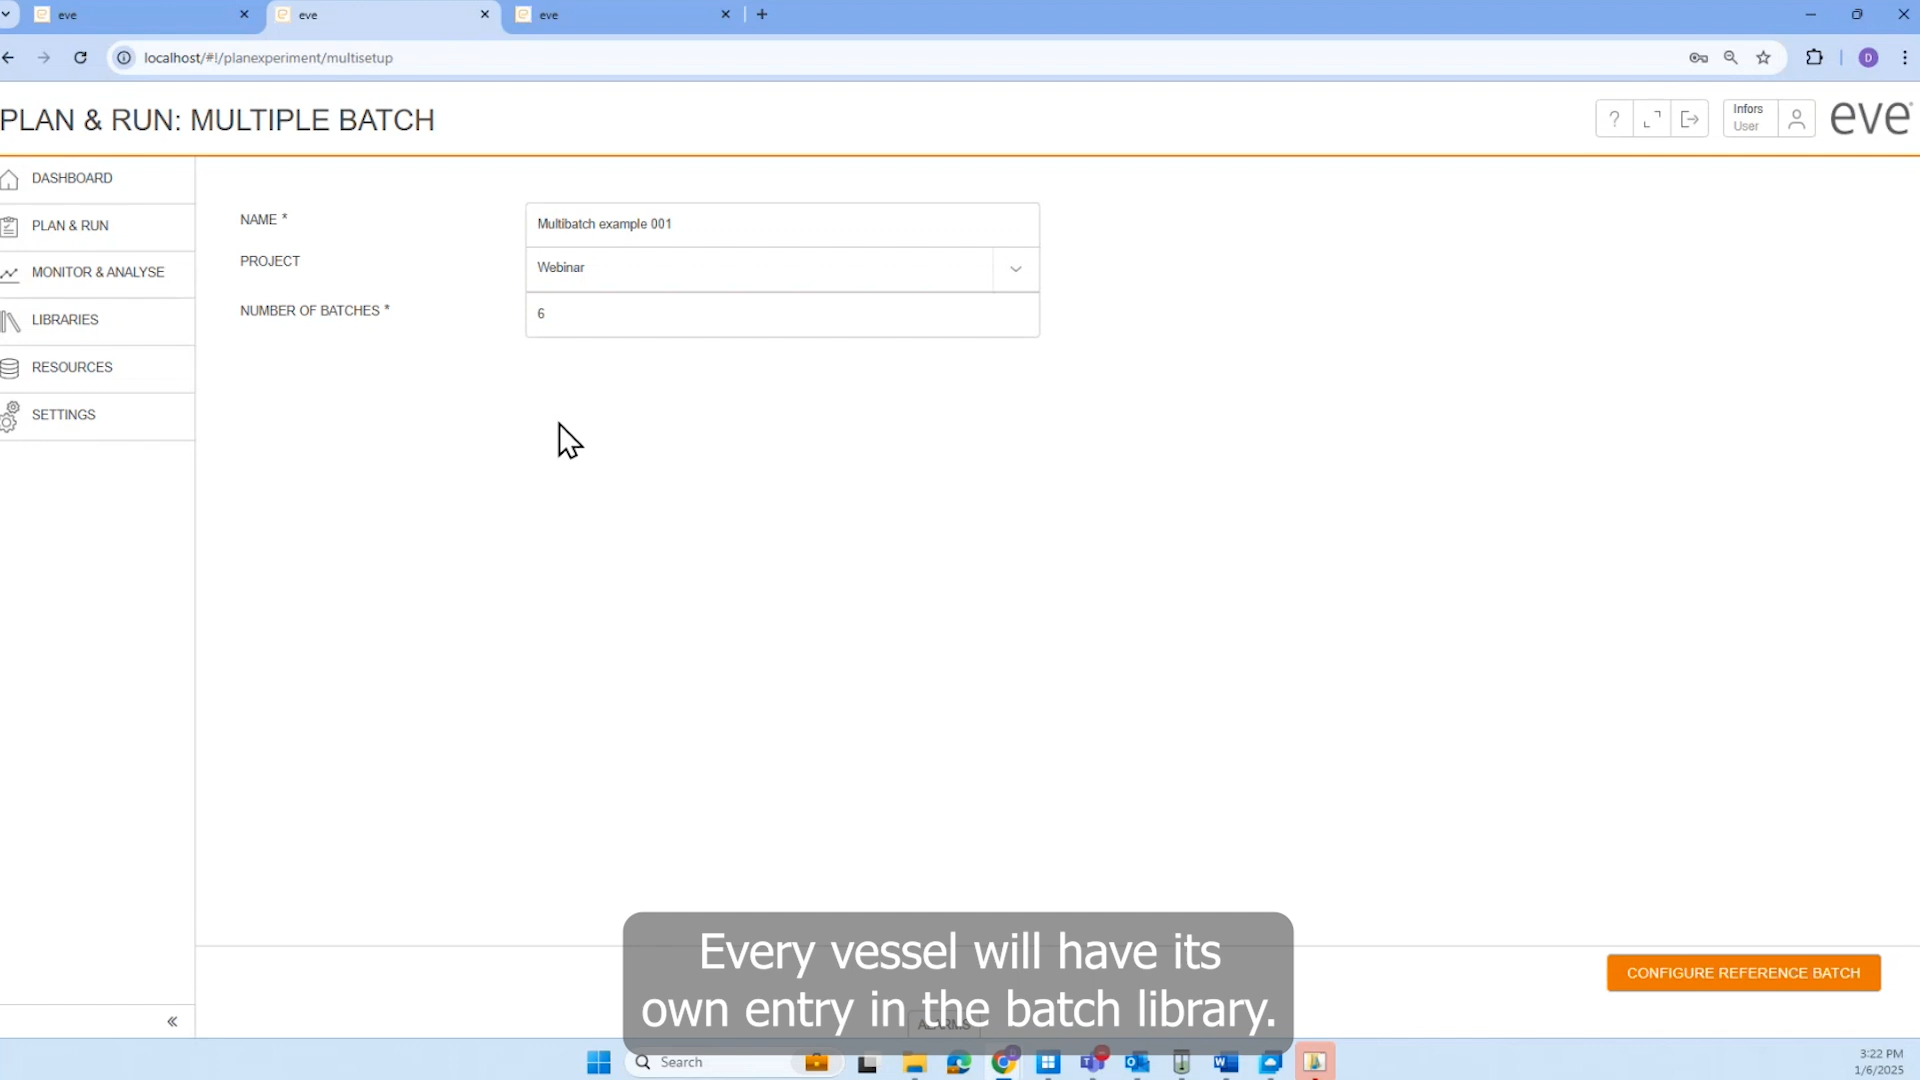 eve
eve
eve
localhost/#!/planexperiment/multisetup
D
PLAN & RUN: MULTIPLE BATCH
?
Infors
User
eve
DASHBOARD
PLAN & RUN
MONITOR & ANALYSE
LIBRARIES
RESOURCES
SETTINGS
NAME *
Multibatch example 001
PROJECT
Webinar
NUMBER OF BATCHES *
6
CONFIGURE REFERENCE BATCH
ALARMS
Every vessel will have its
own entry in the batch library.
Search
3:22 PM
1/6/2025